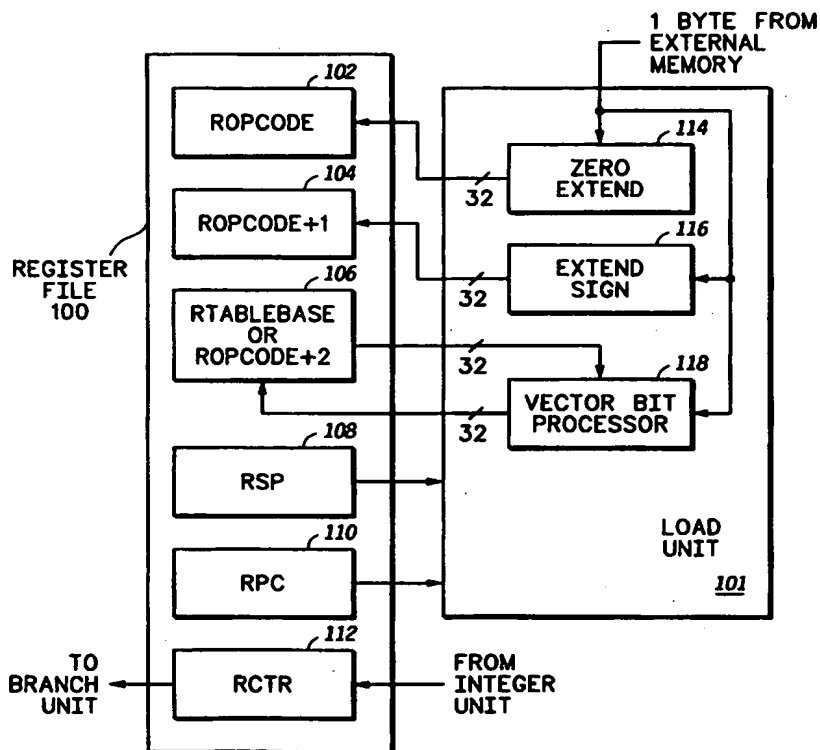 1 BYTE FROM
EXTERNAL
MEMORY
102
ROPCODE
114
ZERO
EXTEND
32
104
ROPCODE+1
116
EXTEND
SIGN
32
REGISTER
FILE
100
106
RTABLEBASE
OR
ROPCODE+2
32
118
VECTOR BIT
PROCESSOR
32
108
RSP
LOAD
UNIT
101
110
RPC
112
RCTR
TO
BRANCH
UNIT
FROM
INTEGER
UNIT